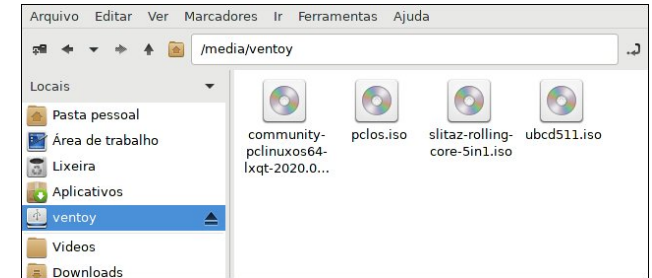 Arquivo Editar Ver Marcadores Ir Ferramentas Ajuda
/media/ventoy
Locais
Pasta pessoal
Área de trabalho
Lixeira
Aplicativos
ventoy
Videos
Downloads
community-
pclinuxos64-
lxqt-2020.0...
pclos.iso
slitaz-rolling-
core-5in1.iso
ubcd511.iso